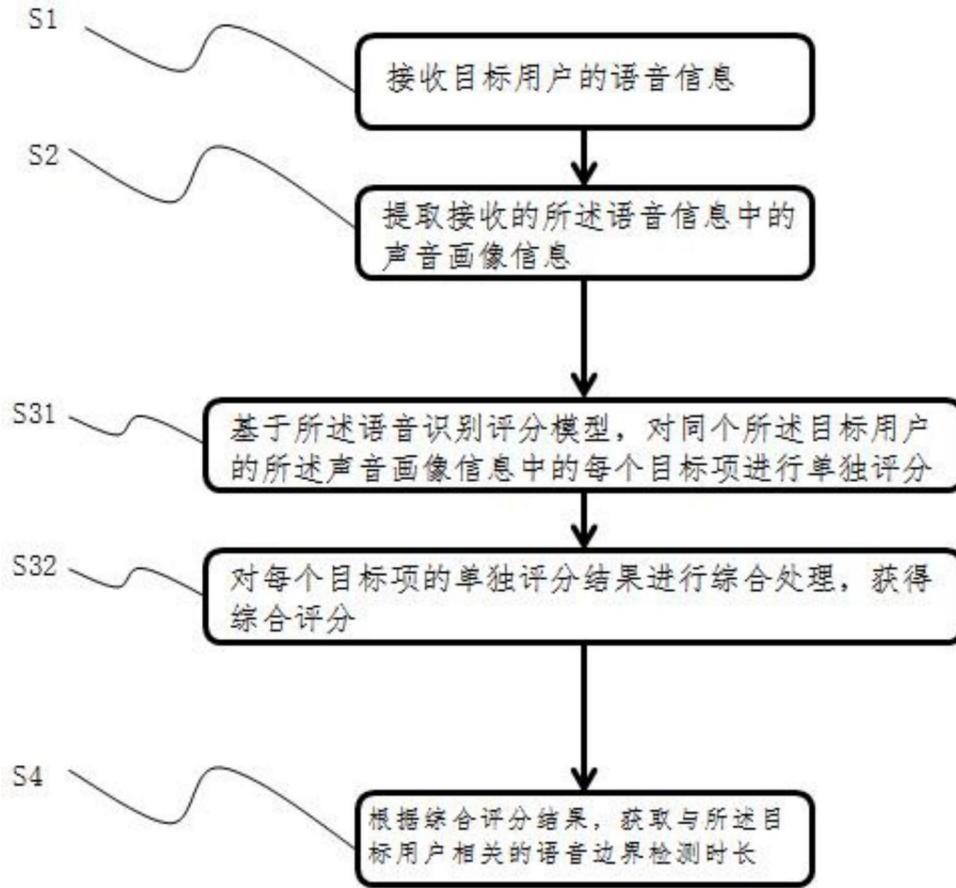 S1
接收目标用户的语音信息
S2
提取接收的所述语音信息中的
声音画像信息
S31
基于所述语音识别评分模型，对同个所述目标用户
的所述声音画像信息中的每个目标项进行单独评分
S32
对每个目标项的单独评分结果进行综合处理，获得
综合评分
S4
根据综合评分结果，获取与所述目
标用户相关的语音边界检测时长